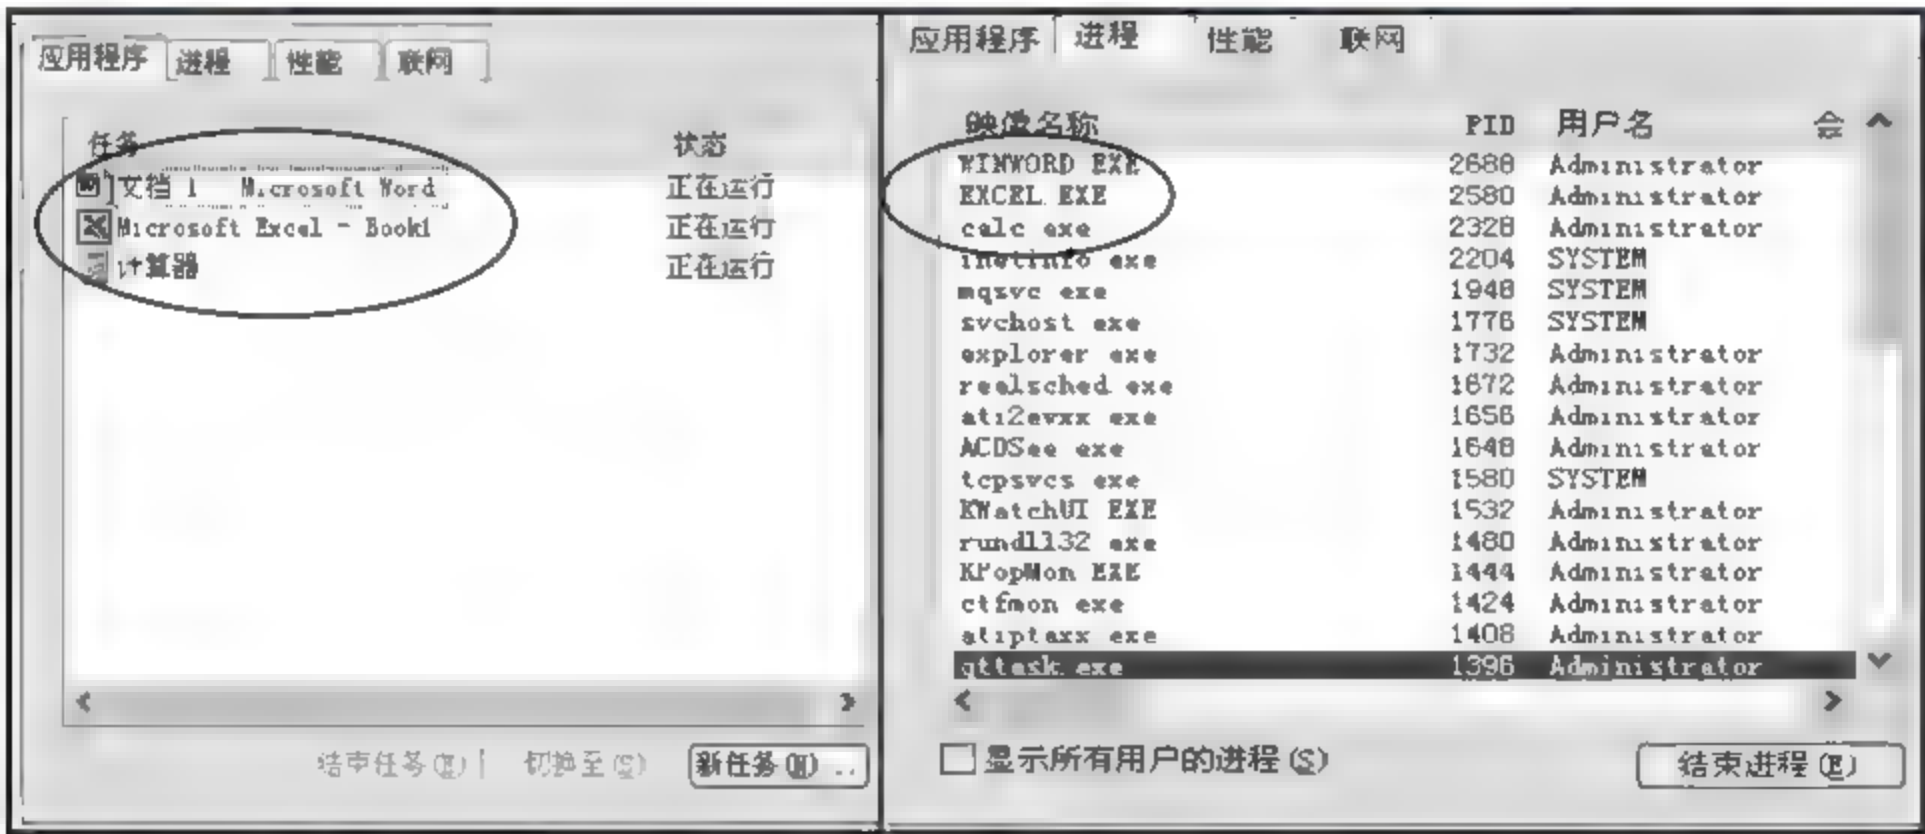 应用程序 进程 性能 联网
任务 状态
文档 1 Microsoft Word 正在运行
Microsoft Excel - Book1 正在运行
计算器 正在运行
结束任务(E) 切换至(S) 新任务(N)...
应用程序 进程 性能 联网
映像名称 PID 用户名 会
WINWORD EXE 2688 Administrator
EXCEL.EXE 2580 Administrator
calc exe 2328 Administrator
inetinfo exe 2204 SYSTEM
mqsvc exe 1948 SYSTEM
svchost exe 1776 SYSTEM
explorer exe 1732 Administrator
realsched exe 1672 Administrator
ati2evxx exe 1656 Administrator
ACDSee exe 1648 Administrator
tcpsvcs exe 1580 SYSTEM
KWatchUI EXE 1532 Administrator
rundll32 exe 1480 Administrator
KPopMon EXE 1444 Administrator
ctfmon exe 1424 Administrator
atiptaxx exe 1408 Administrator
qttask.exe 1396 Administrator
显示所有用户的进程(S) 结束进程(E)